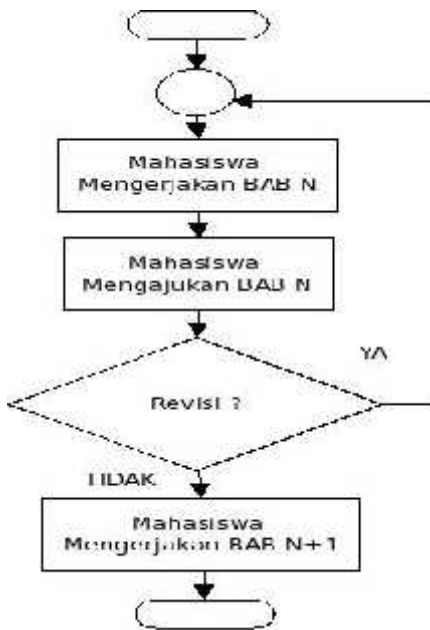 Mahasiswa
Mengerjakan BAB N
Mahasiswa
Mengajukan BAB N
YA
Revisi ?
TIDAK
Mahasiswa
Mengerjakan BAB N+1